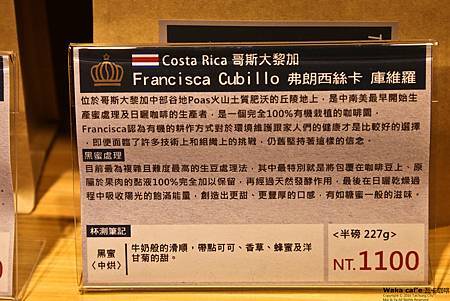 Costa Rica 哥斯大黎加
Francisca Cubillo 弗朗西絲卡 庫維羅
位於哥斯大黎加中部谷地Poas火山土質肥沃的丘陵地上，是中南美最早開始生
產蜜處理及日曬咖啡的生產者，是一個完全100%有機栽植的咖啡園，
Francisca認為有機的耕作方式對於環境維護跟家人們的健康才是比較好的選擇
，即便面臨了許多技術上和組織上的挑戰，仍舊堅持著這樣的信念。
黑蜜處理
目前最為複雜且難度最高的生豆處理法，其中最特別就是將包覆在咖啡豆上、原
屬於果肉的黏液100%完全加以保留，再經過天然發酵作用，最後在日曬乾燥過
程中吸收陽光的飽滿能量，創造出更甜、更豐厚的口感，有如糖蜜一般的滋味。
杯測筆記
黑蜜
〈中烘〉
牛奶般的滑順，帶點可可、香草、蜂蜜及洋
甘菊的甜。
<半磅 227g>
NT.1100
Waka caf'e 瓦卡咖啡